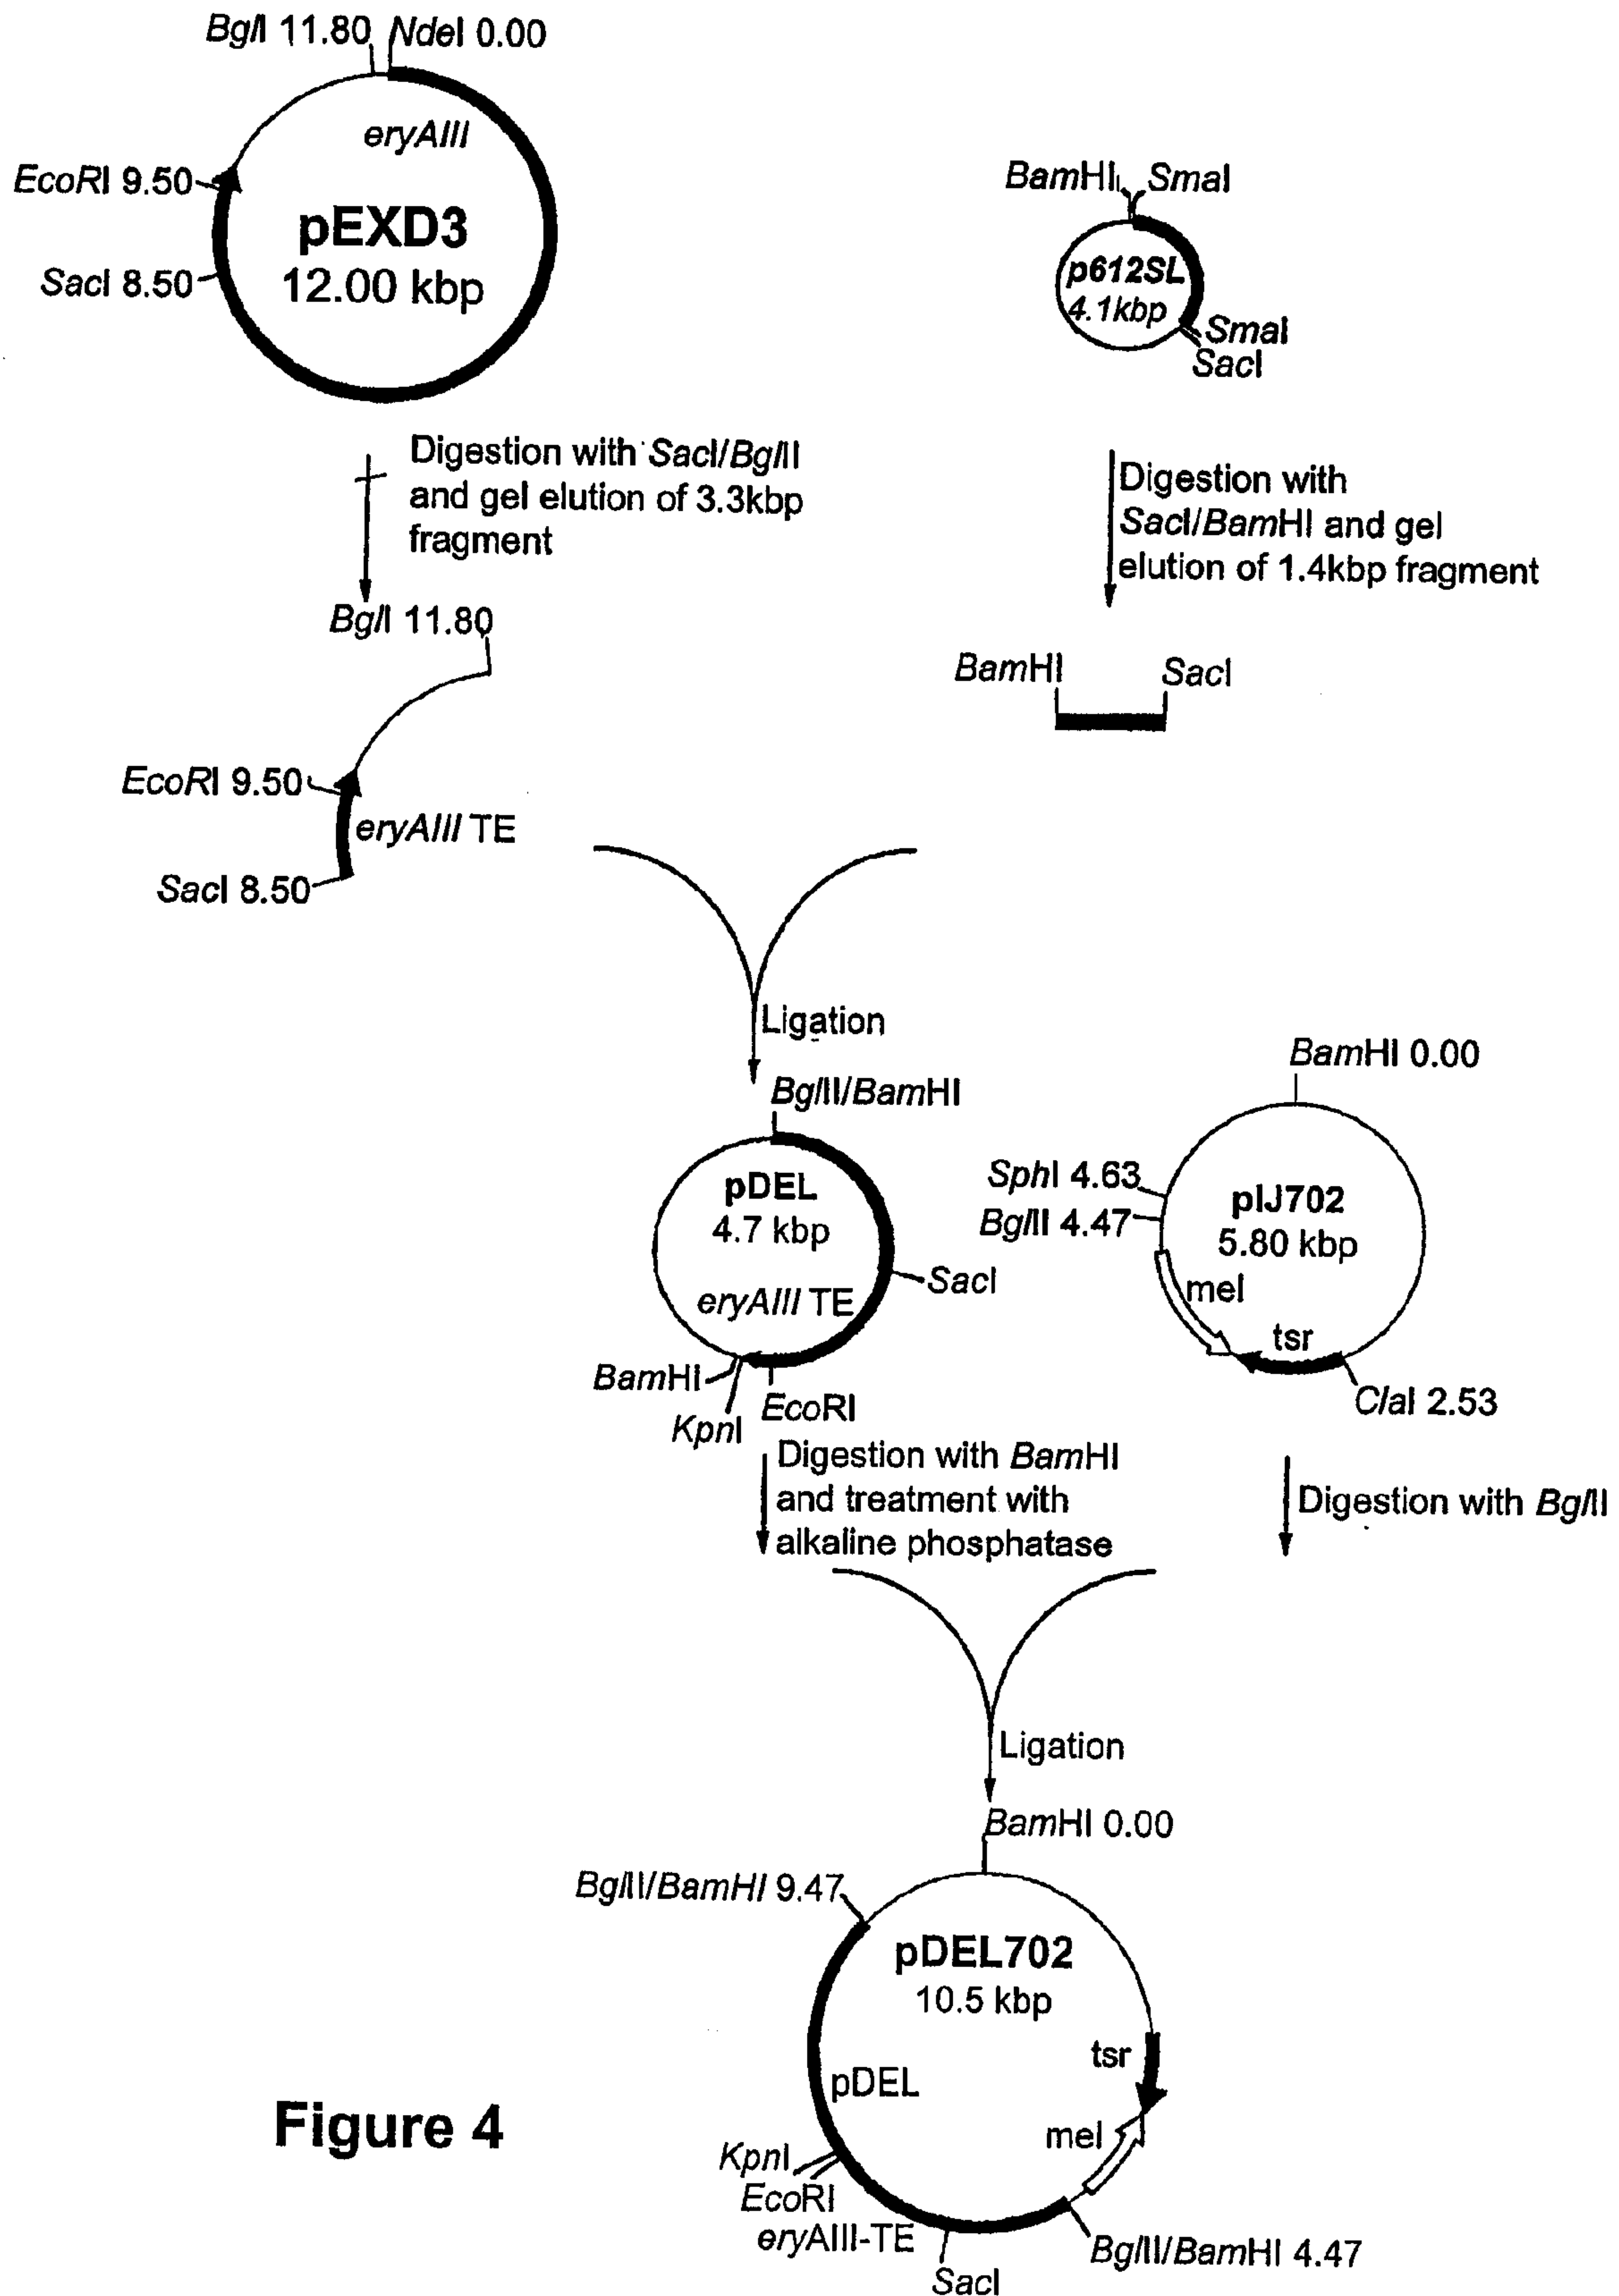 BglI 11.80
NdeI 0.00
eryAIII
EcoRI 9.50
pEXD3
12.00 kbp
SacI 8.50
BamHI
SmaI
p612SL
4.1kbp
SmaI
SacI
Digestion with SacI/BglII
and gel elution of 3.3kbp
fragment
Digestion with
SacI/BamHI and gel
elution of 1.4kbp fragment
BglI 11.80
BamHI
SacI
EcoRI 9.50
eryAIII TE
SacI 8.50
Ligation
BglII/BamHI
BamHI 0.00
pDEL
4.7 kbp
eryAIII TE
SacI
BamHI
KpnI
EcoRI
SphI 4.63
BglII 4.47
pIJ702
5.80 kbp
mel
tsr
ClaI 2.53
Digestion with BamHI
and treatment with
alkaline phosphatase
Digestion with BglII
Ligation
BamHI 0.00
BglII/BamHI 9.47
pDEL702
10.5 kbp
tsr
pDEL
mel
KpnI
EcoRI
eryAIII-TE
SacI
BglII/BamHI 4.47
Figure 4